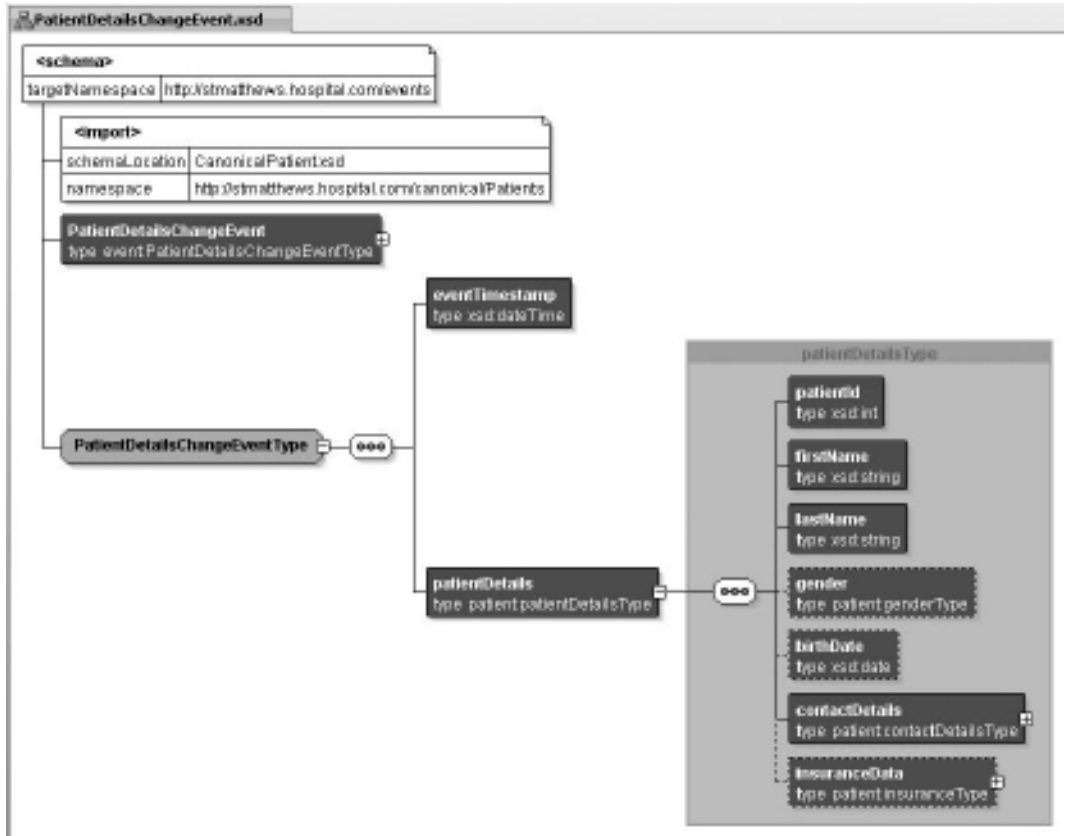 PatientDetailsChangeEvent.xsd
<schema>
targetNamespace http://stmatthews.hospital.com/events
<import>
schemaLocation CanonicalPatient.xsd
namespace http://stmatthews.hospital.com/canonical/Patients
PatientDetailsChangeEvent
type event:PatientDetailsChangeEventType
eventTimestamp
type xsd:dateTime
PatientDetailsChangeEventType
patientDetails
type patient:patientDetailsType
patientDetailsType
patientId
type xsd:int
firstName
type xsd:string
lastName
type xsd:string
gender
type patient:genderType
birthDate
type xsd:date
contactDetails
type patient:contactDetailsType
insuranceData
type patient:insuranceType